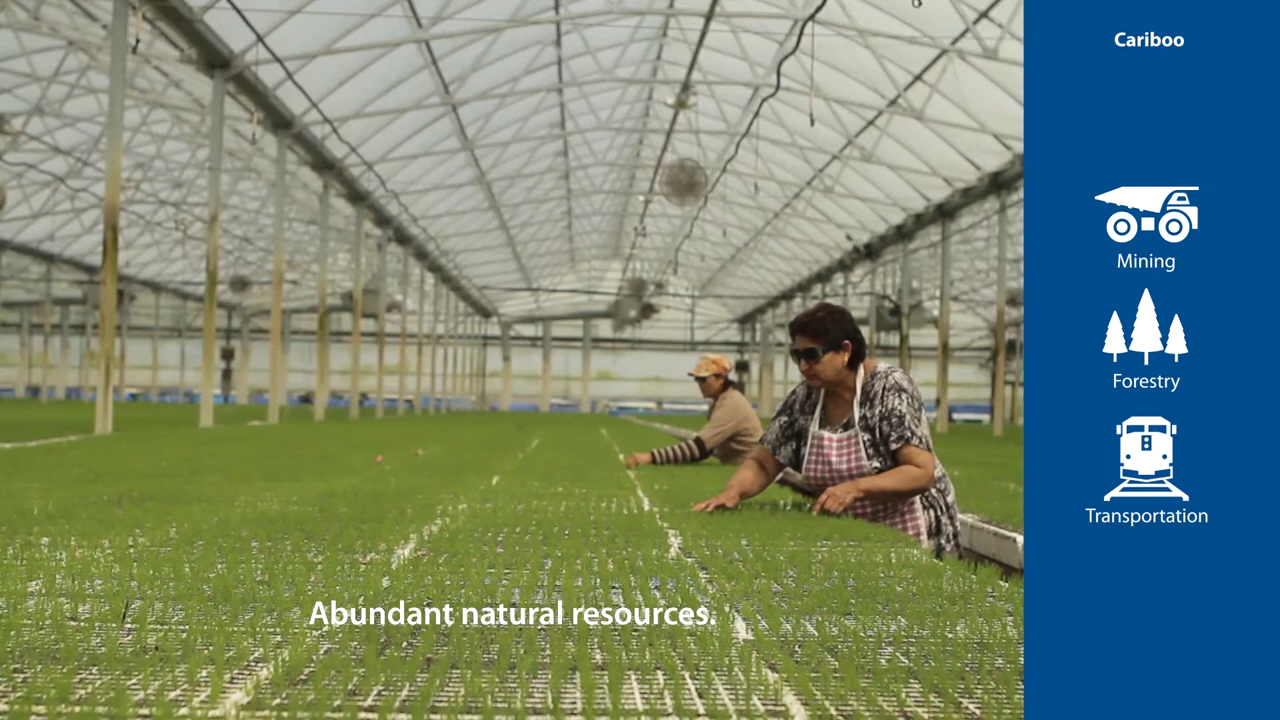 Cariboo
Mining
Forestry
Transportation
Abundant natural resources.